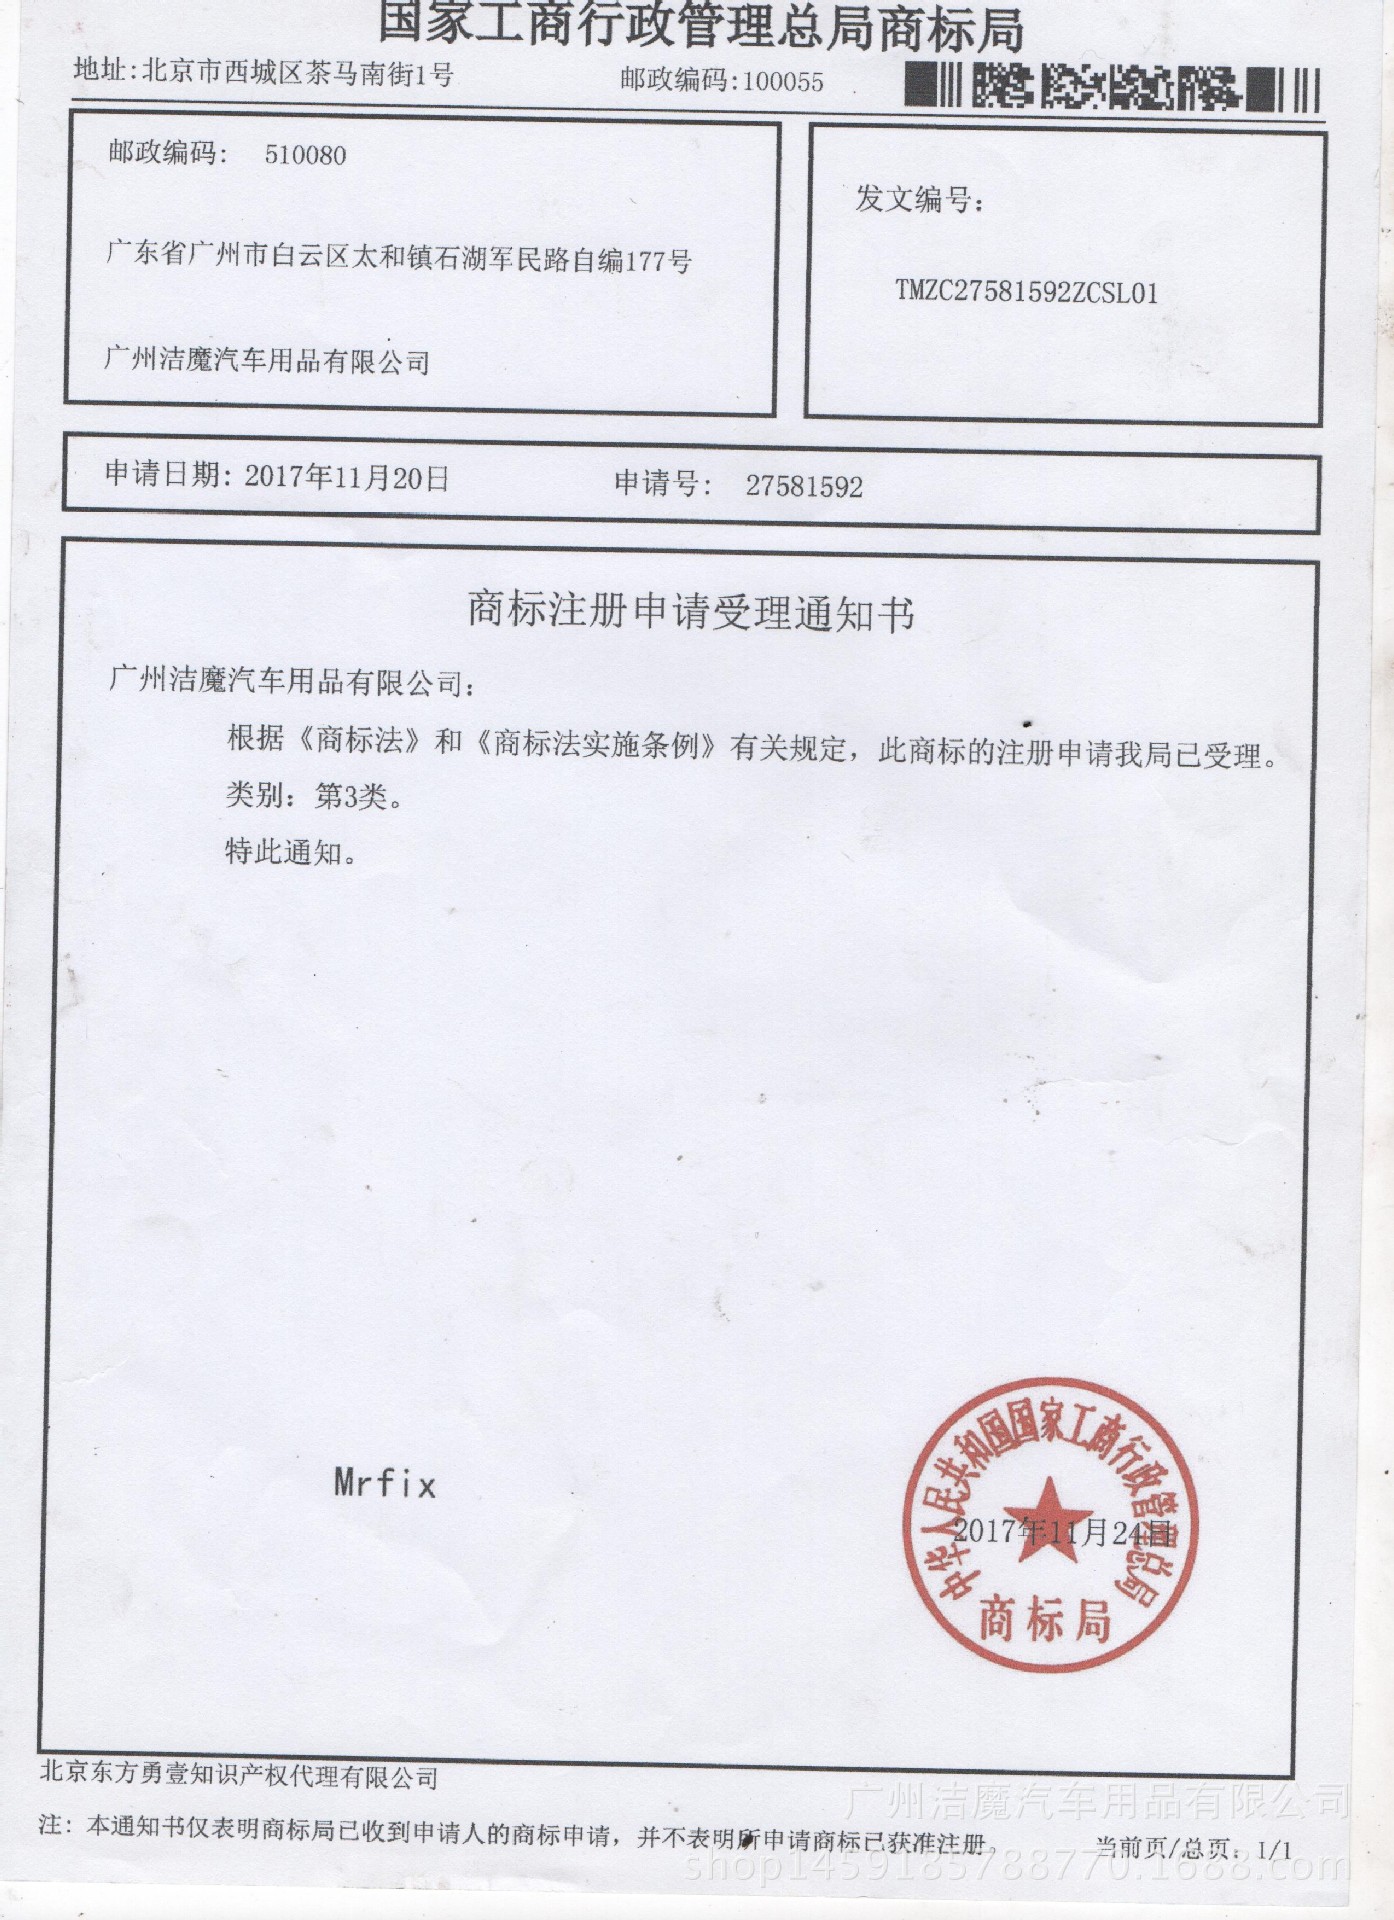 国家工商行政管理总局商标局
地址:北京市西城区茶马南街1号
邮政编码:100055
邮政编码: 510080
广东省广州市白云区太和镇石湖军民路自编177号
广州洁魔汽车用品有限公司
发文编号:
TMZC27581592ZCSL01
申请日期: 2017年11月20日
申请号: 27581592
商标注册申请受理通知书
广州洁魔汽车用品有限公司:
根据《商标法》和《商标法实施条例》有关规定，此商标的注册申请我局已受理。
类别: 第3类。
特此通知。
Mrfix
中华人民共和国国家工商行政管理总局
2017年11月24日
商标局
北京东方勇壹知识产权代理有限公司
注: 本通知书仅表明商标局已收到申请人的商标申请，并不表明所申请商标已获准注册。
当前页/总页: 1/1
广州洁魔汽车用品有限公司
shop1459185788770.1688.com